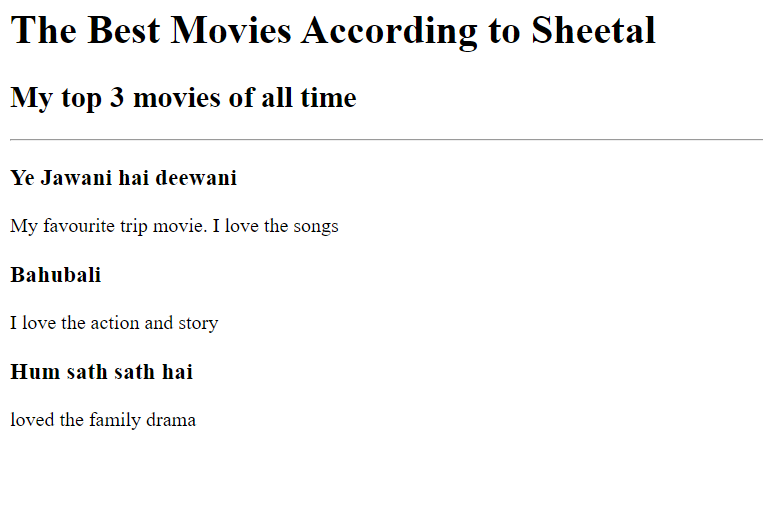 The Best Movies According to Sheetal
My top 3 movies of all time
Ye Jawani hai deewani
My favourite trip movie. I love the songs
Bahubali
I love the action and story
Hum sath sath hai
loved the family drama